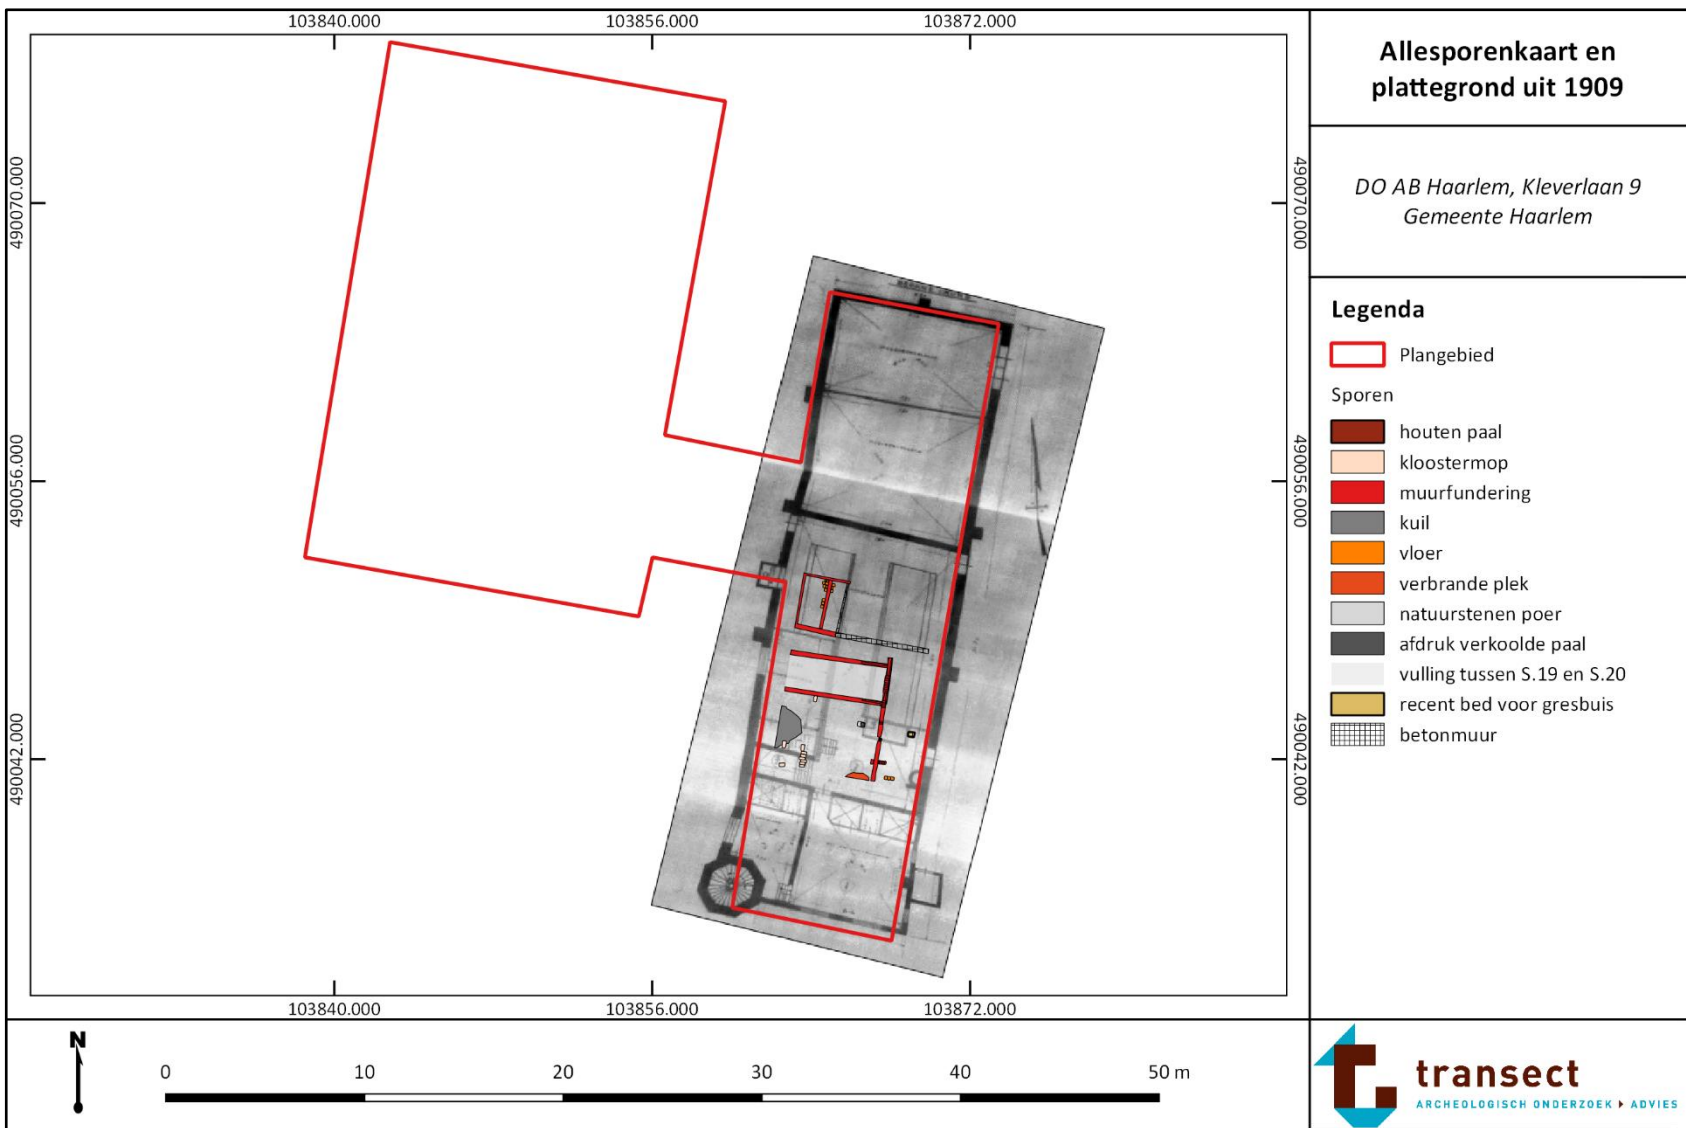 103840.000
103856.000
103872.000
490070.000
490056.000
490042.000
490070.000
490056.000
490042.000
103840.000
103856.000
103872.000
Allesporenkaart en
plattegrond uit 1909
DO AB Haarlem, Kleverlaan 9
Gemeente Haarlem
Legenda
Plangebied
Sporen
houten paal
kloostermop
muurfundering
kuil
vloer
verbrande plek
natuurstenen poer
afdruk verkoolde paal
vulling tussen S.19 en S.20
recent bed voor gresbuis
betonmuur
N
0 10 20 30 40 50 m
transect
ARCHEOLOGISCH ONDERZOEK ▸ ADVIES